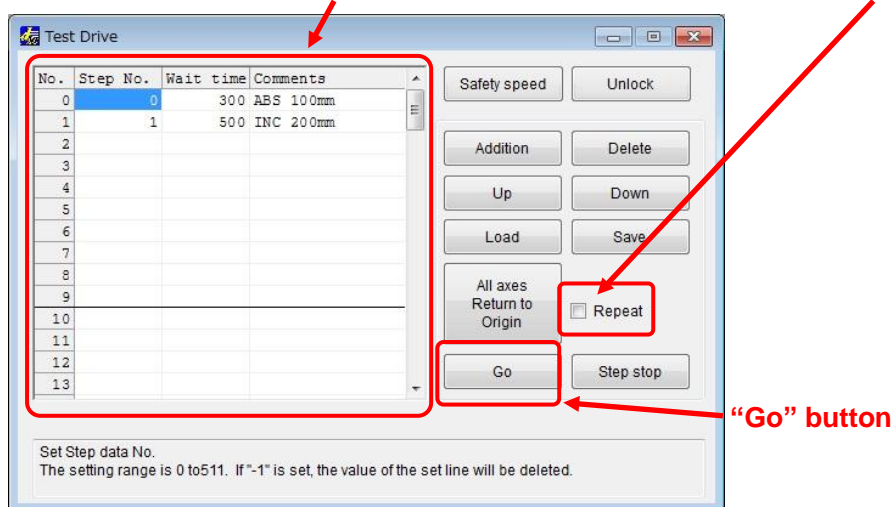 Test Drive
No. Step No. Wait time Comments
0 0 300 ABS 100mm
1 1 500 INC 200mm
2
3
4
5
6
7
8
9
10
11
12
13
Safety speed Unlock
Addition Delete
Up Down
Load Save
All axes
Return to
Origin
Repeat
Go Step stop
“Go” button
Set Step data No.
The setting range is 0 to511. If "-1" is set, the value of the set line will be deleted.